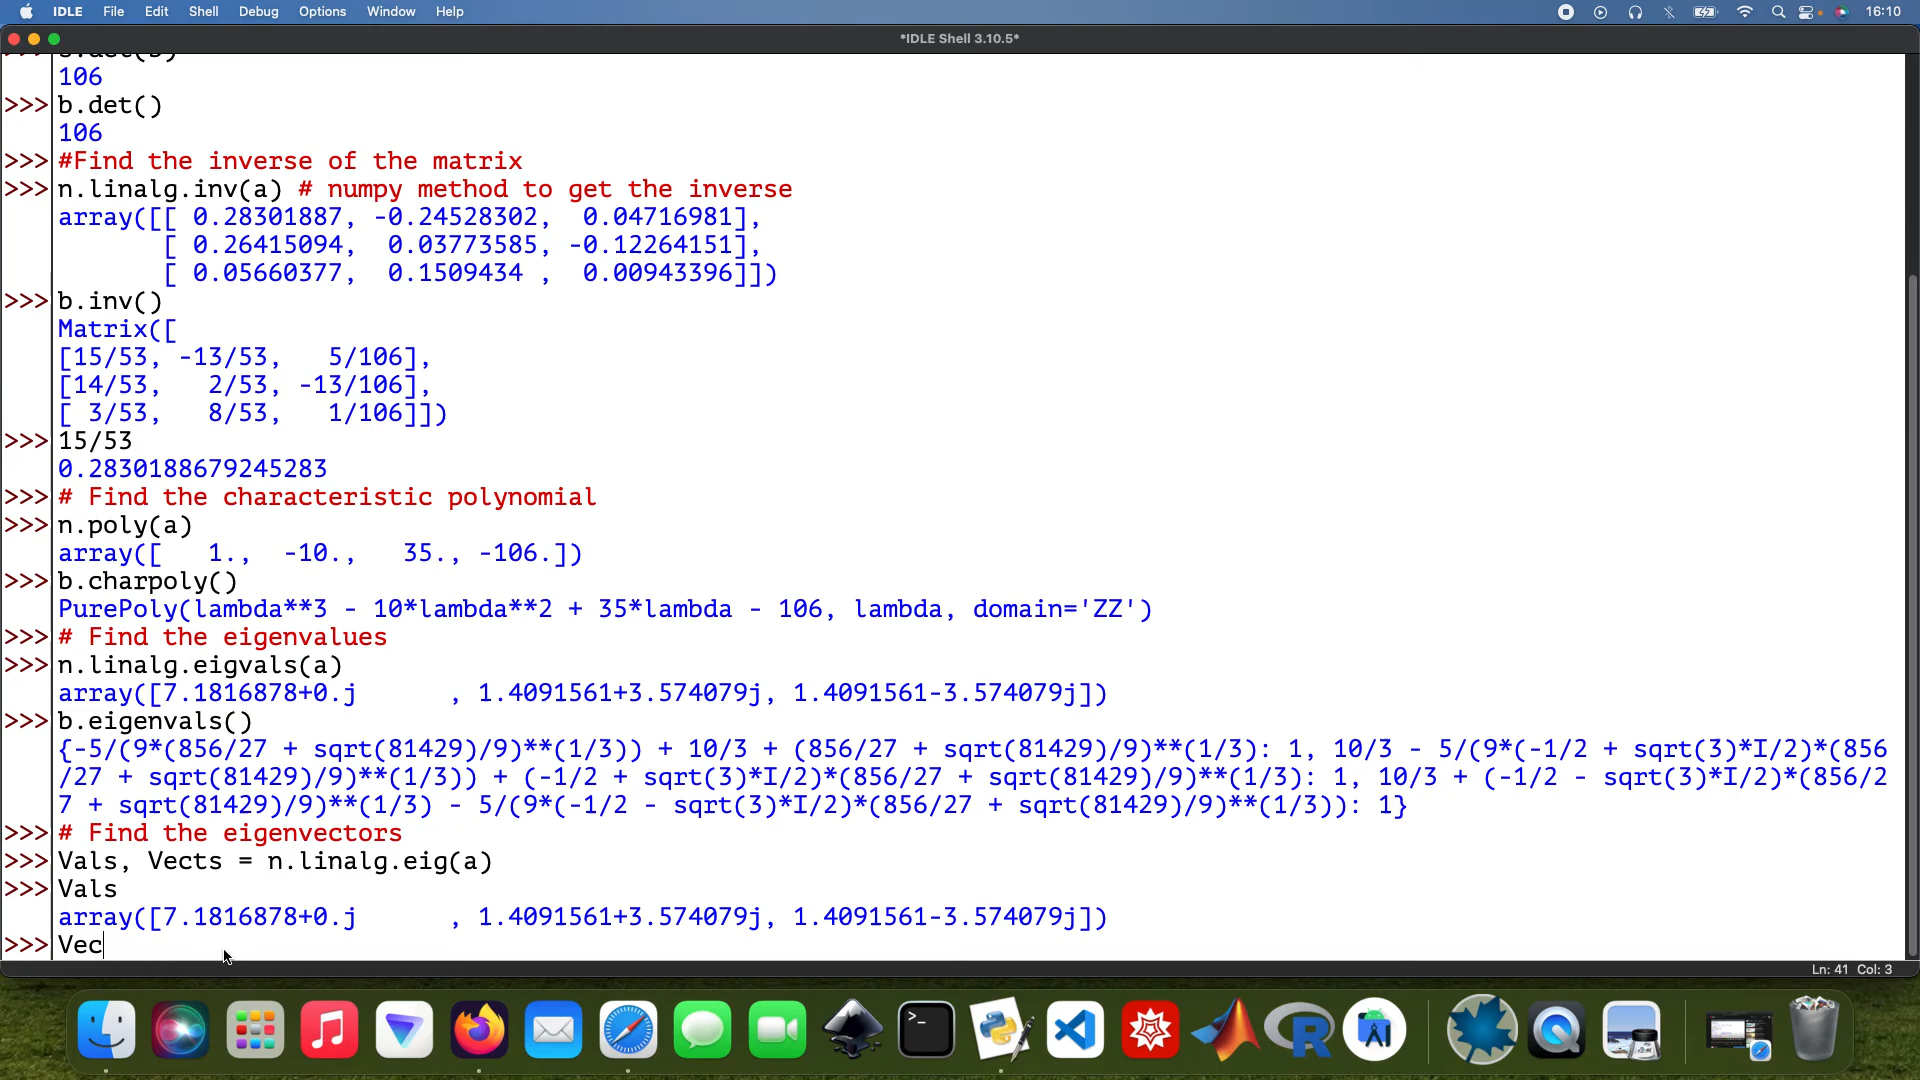 IDLE File Edit Shell Debug Options Window Help 16:10
*IDLE Shell 3.10.5*
106
>>> b.det()
106
>>> #Find the inverse of the matrix
>>> n.linalg.inv(a) # numpy method to get the inverse
array([[ 0.28301887, -0.24528302,  0.04716981],
[ 0.26415094,  0.03773585, -0.12264151],
[ 0.05660377,  0.1509434 ,  0.00943396]])
>>> b.inv()
Matrix([
[15/53, -13/53,   5/106],
[14/53,   2/53, -13/106],
[ 3/53,   8/53,   1/106]])
>>> 15/53
0.2830188679245283
>>> # Find the characteristic polynomial
>>> n.poly(a)
array([   1.,  -10.,   35., -106.])
>>> b.charpoly()
PurePoly(lambda**3 - 10*lambda**2 + 35*lambda - 106, lambda, domain='ZZ')
>>> # Find the eigenvalues
>>> n.linalg.eigvals(a)
array([7.1816878+0.j      , 1.4091561+3.574079j, 1.4091561-3.574079j])
>>> b.eigenvals()
{-5/(9*(856/27 + sqrt(81429)/9)**(1/3)) + 10/3 + (856/27 + sqrt(81429)/9)**(1/3): 1, 10/3 - 5/(9*(-1/2 + sqrt(3)*I/2)*(856
/27 + sqrt(81429)/9)**(1/3)) + (-1/2 + sqrt(3)*I/2)*(856/27 + sqrt(81429)/9)**(1/3): 1, 10/3 + (-1/2 - sqrt(3)*I/2)*(856/2
7 + sqrt(81429)/9)**(1/3) - 5/(9*(-1/2 - sqrt(3)*I/2)*(856/27 + sqrt(81429)/9)**(1/3)): 1}
>>> # Find the eigenvectors
>>> Vals, Vects = n.linalg.eig(a)
>>> Vals
array([7.1816878+0.j      , 1.4091561+3.574079j, 1.4091561-3.574079j])
>>> Vec
Ln: 41 Col: 3